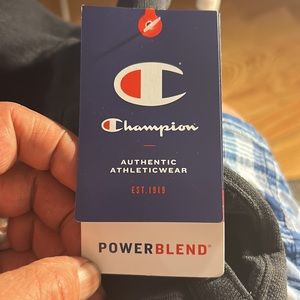 Champion
AUTHENTIC
ATHLETICWEAR
EST.1919
POWERBLEND®